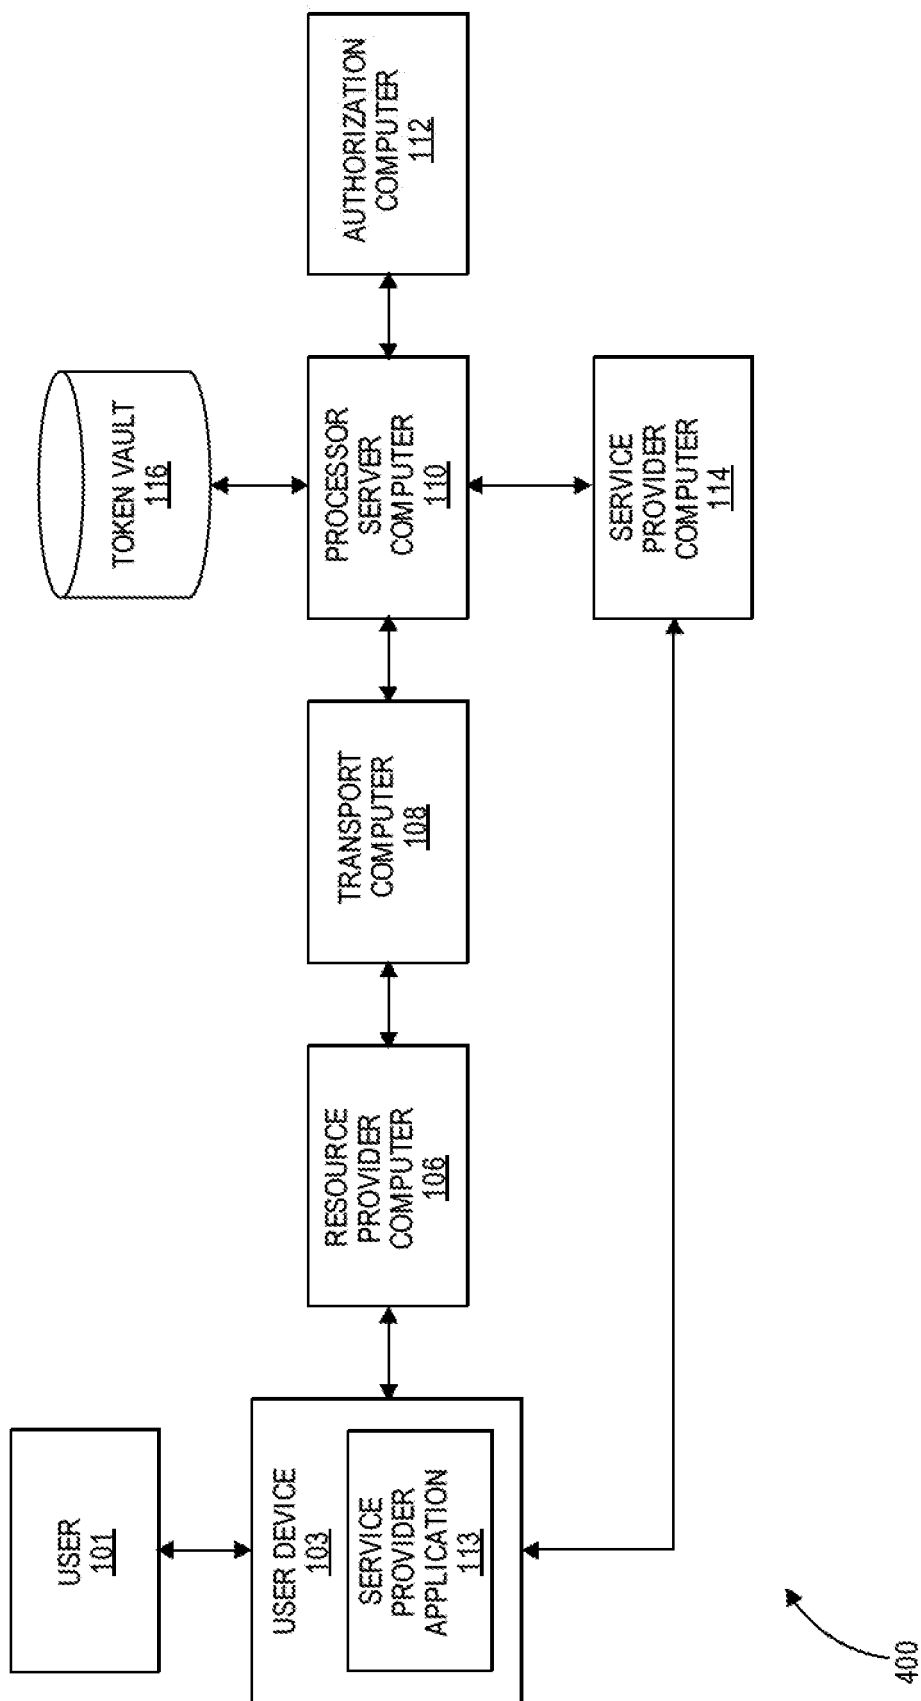 USER
101
USER DEVICE
103
SERVICE
PROVIDER
APPLICATION
113
RESOURCE
PROVIDER
COMPUTER
106
TRANSPORT
COMPUTER
108
TOKEN VAULT
116
PROCESSOR
SERVER
COMPUTER
110
SERVICE
PROVIDER
COMPUTER
114
AUTHORIZATION
COMPUTER
112
400